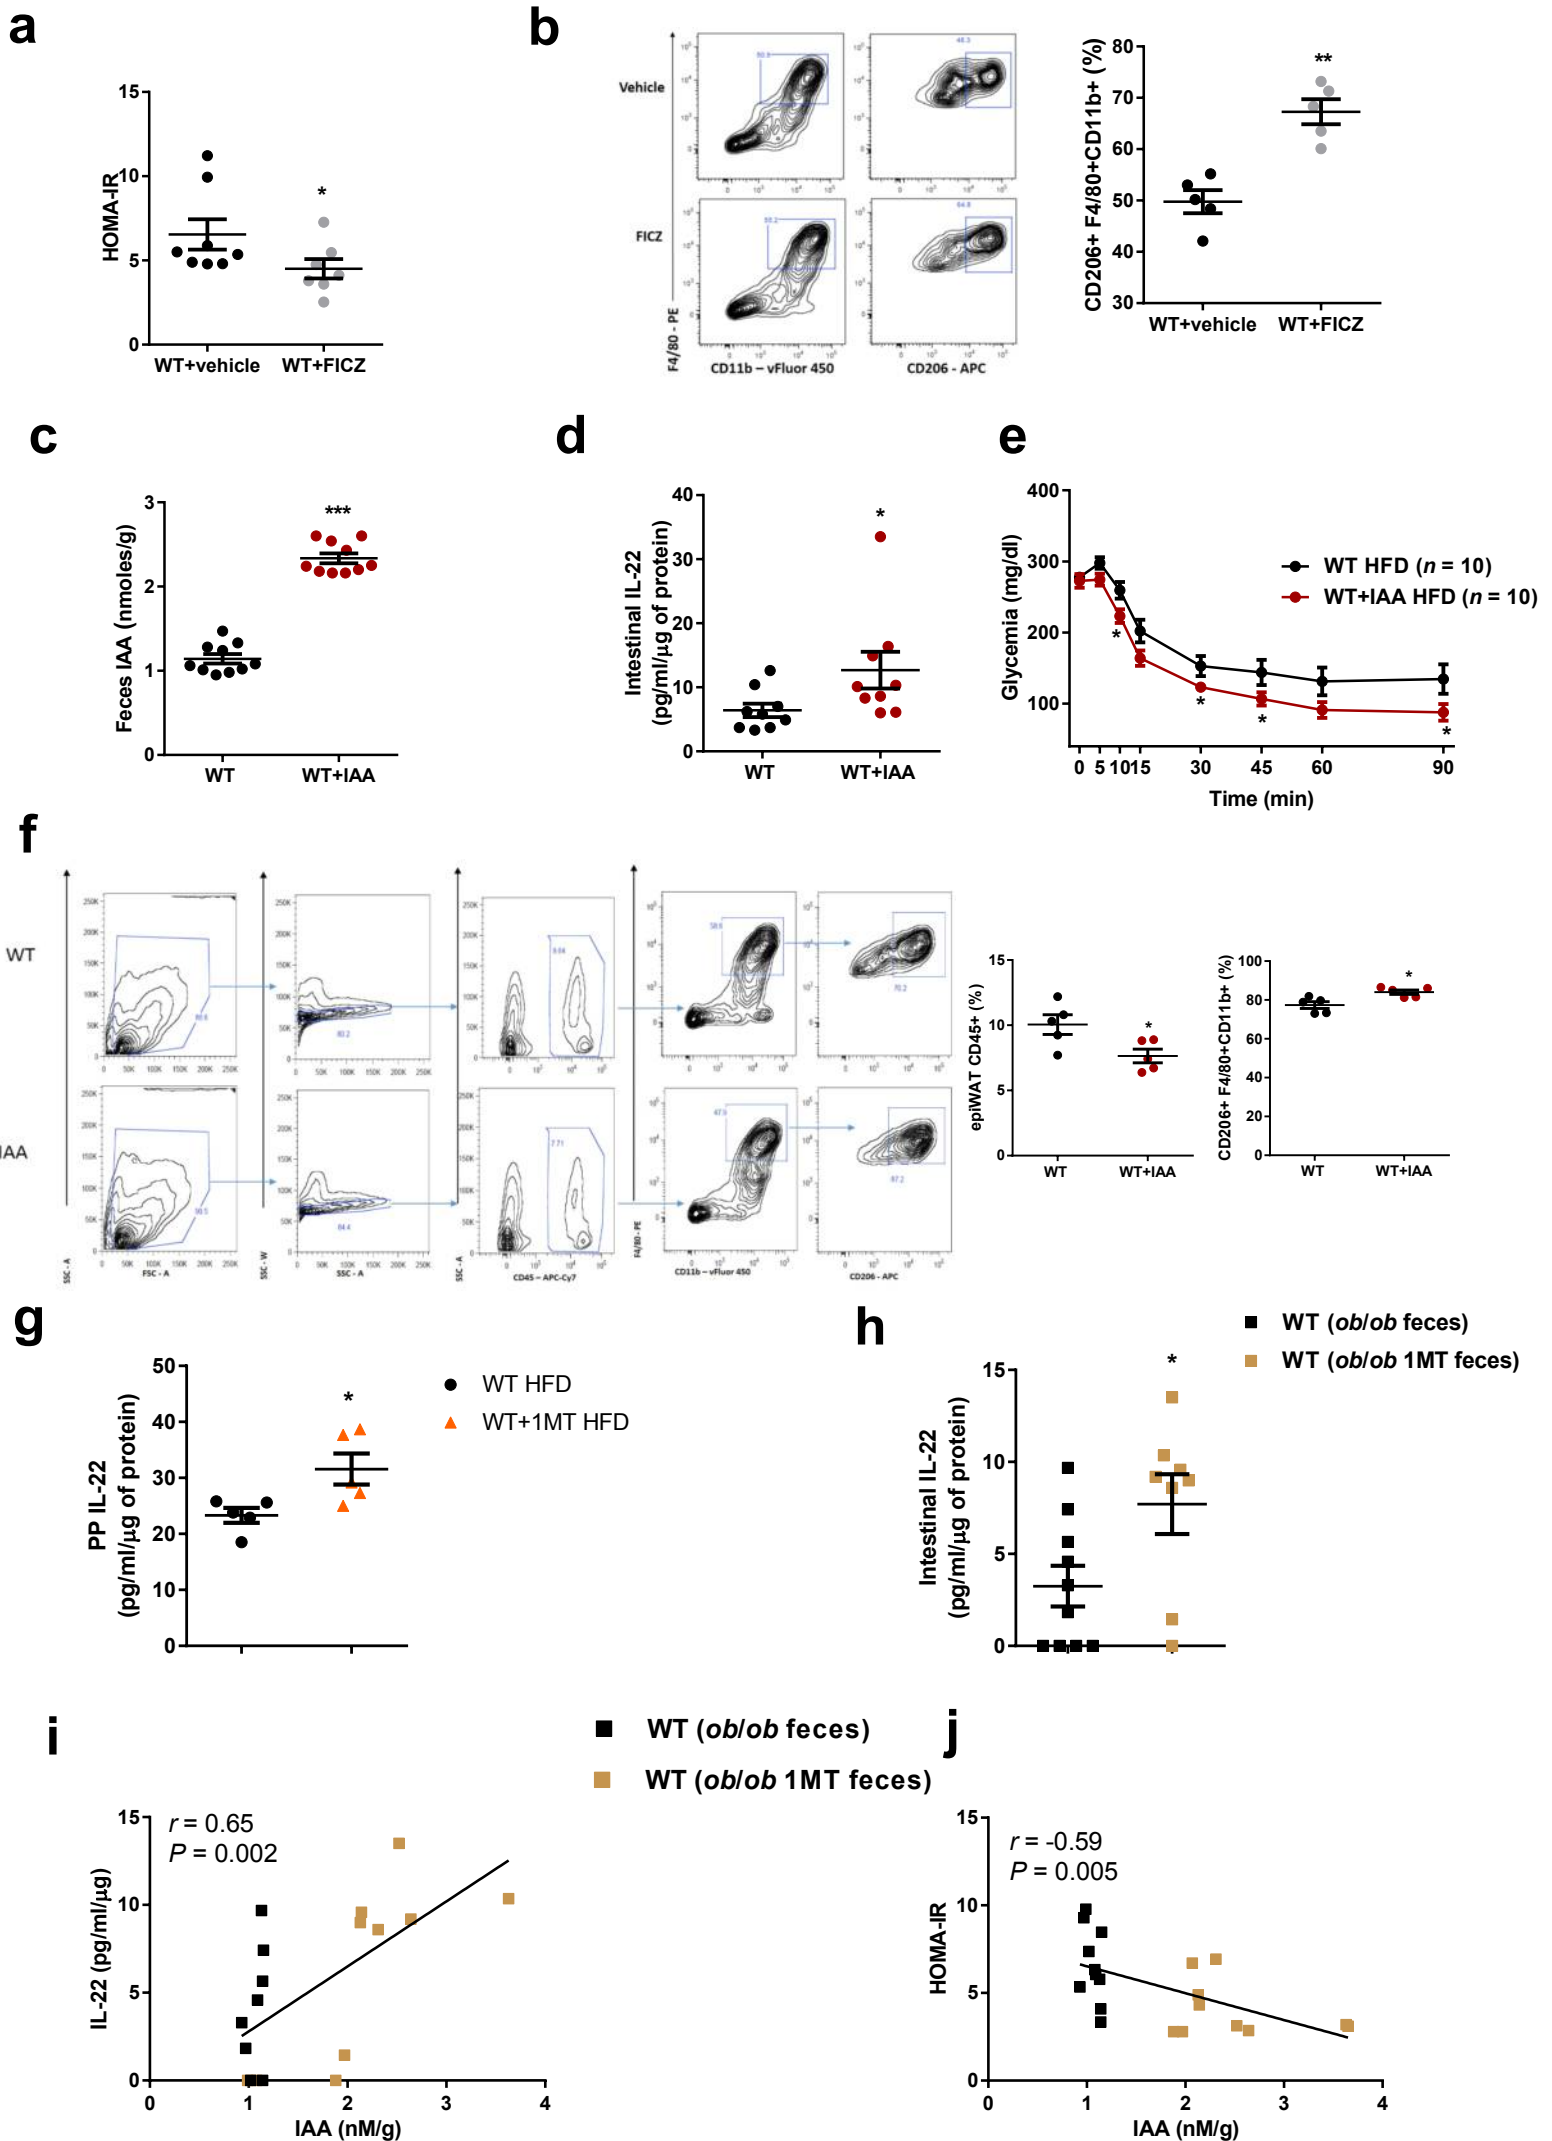 a
HOMA-IR
15
10
5
0
*
WT+vehicle
WT+FICZ
b
Vehicle
FICZ
F4/80 - PE
CD11b – vFluor 450
CD206 - APC
CD206+ F4/80+CD11b+ (%)
80
70
60
50
40
30
**
WT+vehicle
WT+FICZ
c
Feces IAA (nmoles/g)
3
2
1
0
***
WT
WT+IAA
d
Intestinal IL-22
(pg/ml/µg of protein)
40
30
20
10
0
*
WT
WT+IAA
e
Glycemia (mg/dl)
400
300
200
100
WT HFD (n = 10)
WT+IAA HFD (n = 10)
*
*
*
*
0 5 10 15 30 45 60 90
Time (min)
f
WT
IAA
SSC - A
FSC - A
SSC - W
SSC - A
SSC - A
CD45 – APC-Cy7
F4/80 - PE
CD11b – vFluor 450
CD206 - APC
epiWAT CD45+ (%)
15
10
5
0
*
WT
WT+IAA
CD206+ F4/80+CD11b+ (%)
100
80
60
40
20
0
*
WT
WT+IAA
g
PP IL-22
(pg/ml/µg of protein)
50
40
30
20
10
0
*
WT HFD
WT+1MT HFD
h
WT (ob/ob feces)
WT (ob/ob 1MT feces)
Intestinal IL-22
(pg/ml/µg of protein)
15
10
5
0
*
i
WT (ob/ob feces)
WT (ob/ob 1MT feces)
r = 0.65
P = 0.002
IL-22 (pg/ml/µg)
15
10
5
0
0 1 2 3 4
IAA (nM/g)
j
r = -0.59
P = 0.005
HOMA-IR
15
10
5
0
0 1 2 3 4
IAA (nM/g)